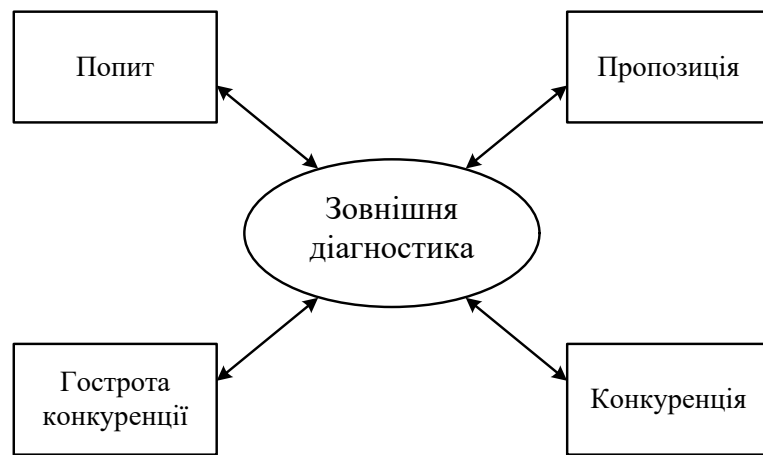 Попит
Пропозиція
Зовнішня
діагностика
Гострота
конкуренції
Конкуренція